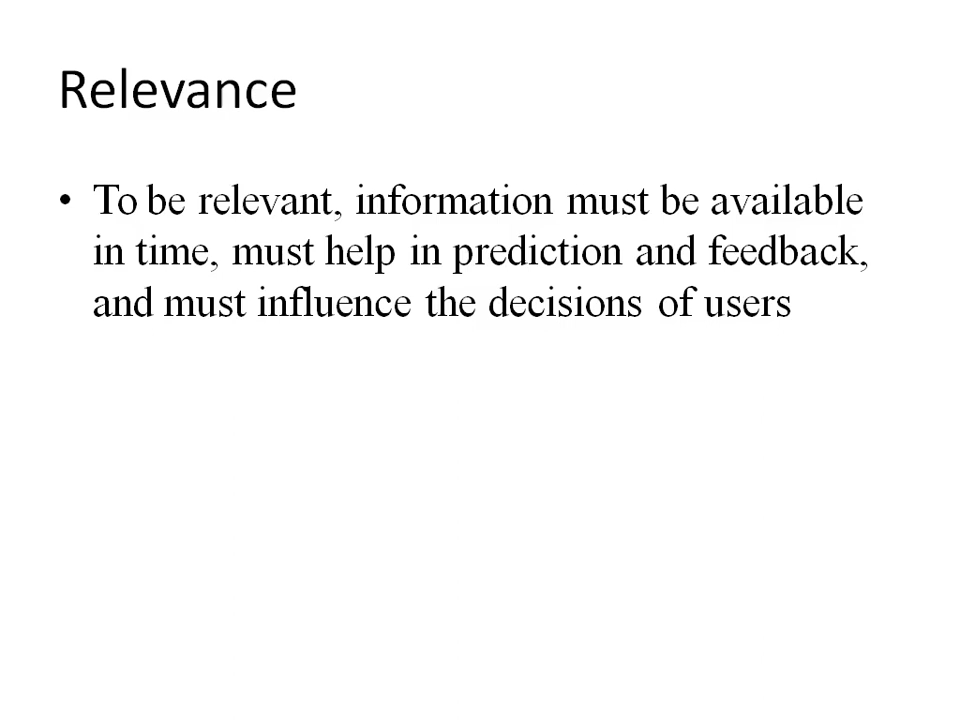 Relevance
• To be relevant, information must be available
in time, must help in prediction and feedback,
and must influence the decisions of users